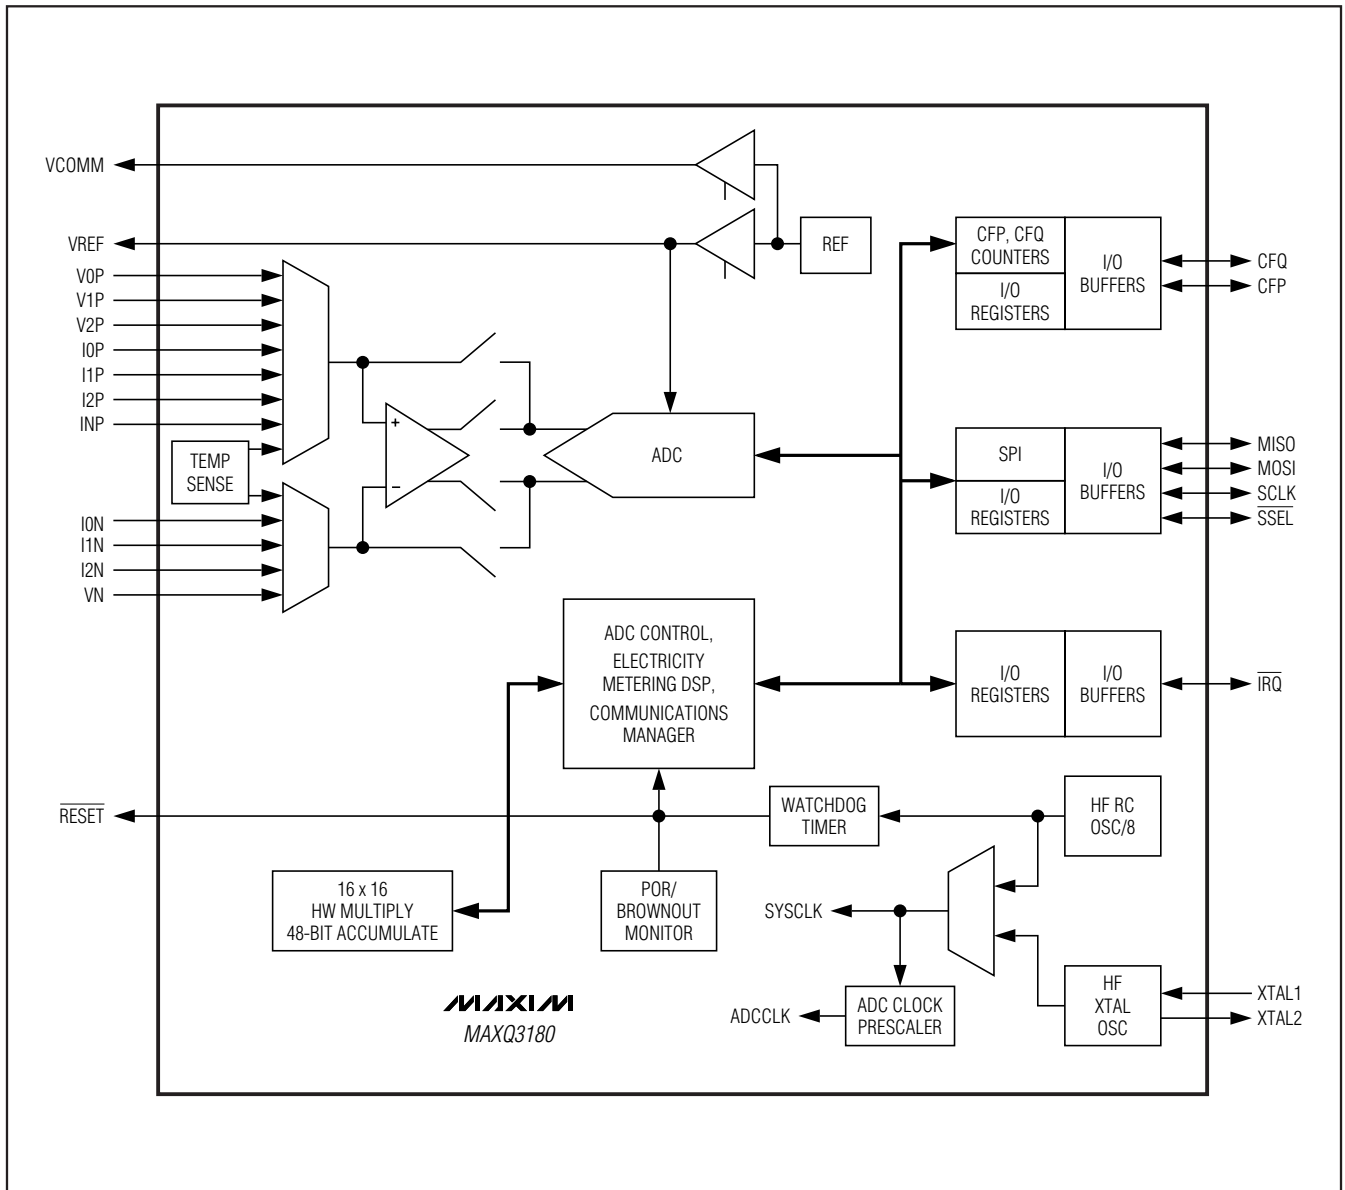 VCOMM
VREF
REF
V0P
V1P
V2P
I0P
I1P
I2P
INP
TEMP
SENSE
I0N
I1N
I2N
VN
+
−
ADC
CFP, CFQ
COUNTERS
I/O
REGISTERS
I/O
BUFFERS
CFQ
CFP
SPI
I/O
REGISTERS
I/O
BUFFERS
MISO
MOSI
SCLK
SSEL
ADC CONTROL,
ELECTRICITY
METERING DSP,
COMMUNICATIONS
MANAGER
I/O
REGISTERS
I/O
BUFFERS
IRQ
RESET
WATCHDOG
TIMER
HF RC
OSC/8
16 x 16
HW MULTIPLY
48-BIT ACCUMULATE
POR/
BROWNOUT
MONITOR
SYSCLK
ADCCLK
ADC CLOCK
PRESCALER
HF
XTAL
OSC
XTAL1
XTAL2
MAXIM
MAXQ3180